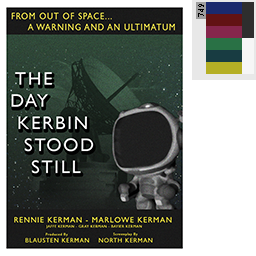 FROM OUT OF SPACE...
A WARNING AND AN ULTIMATUM
THE
DAY
KERBIN
STOOD
STILL
RENNIE KERMAN - MARLOWE KERMAN
JAFFE KERMAN - GRAY KERMAN - BAYIER KERMAN
Produced By
BLAUSTEN KERMAN
Screenplay By
NORTH KERMAN
749